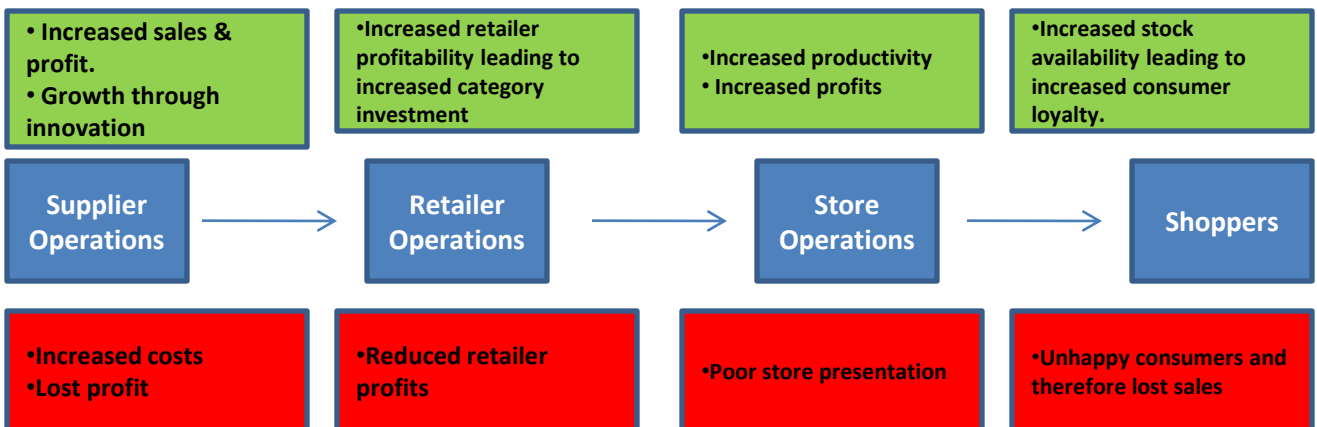 • Increased sales &
profit.
• Growth through
innovation
•Increased retailer
profitability leading to
increased category
investment
•Increased productivity
• Increased profits
•Increased stock
availability leading to
increased consumer
loyalty.
Supplier
Operations
Retailer
Operations
Store
Operations
Shoppers
•Increased costs
•Lost profit
•Reduced retailer
profits
•Poor store presentation
•Unhappy consumers and
therefore lost sales